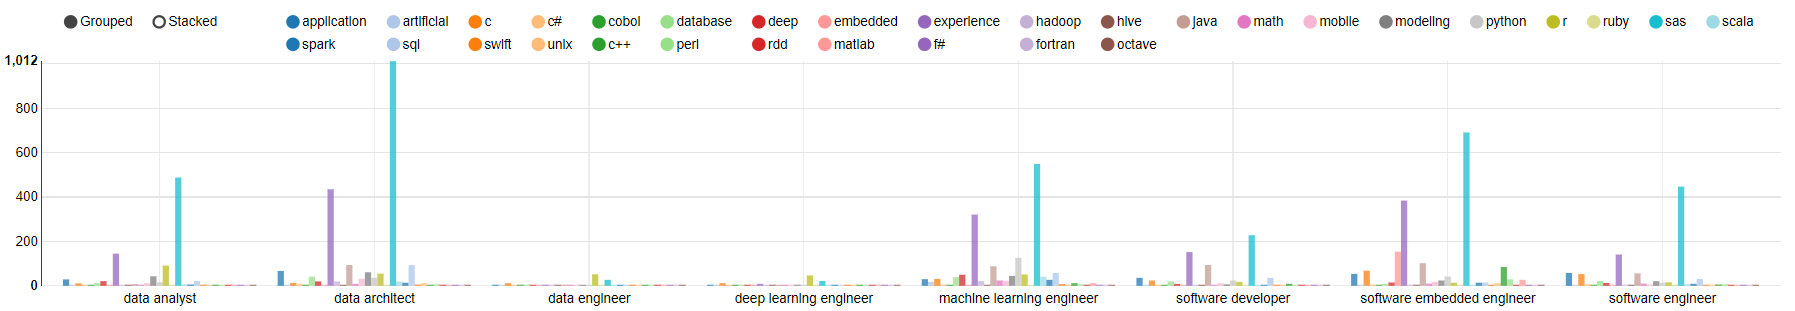 Grouped Stacked application artificial c c# cobol database deep embedded experience hadoop hive java math mobile modeling python r ruby sas scala
spark sql swift unix c++ perl rdd matlab f# fortran octave
1,012
800
600
400
200
0
data analyst data architect data engineer deep learning engineer machine learning engineer software developer software embedded engineer software engineer